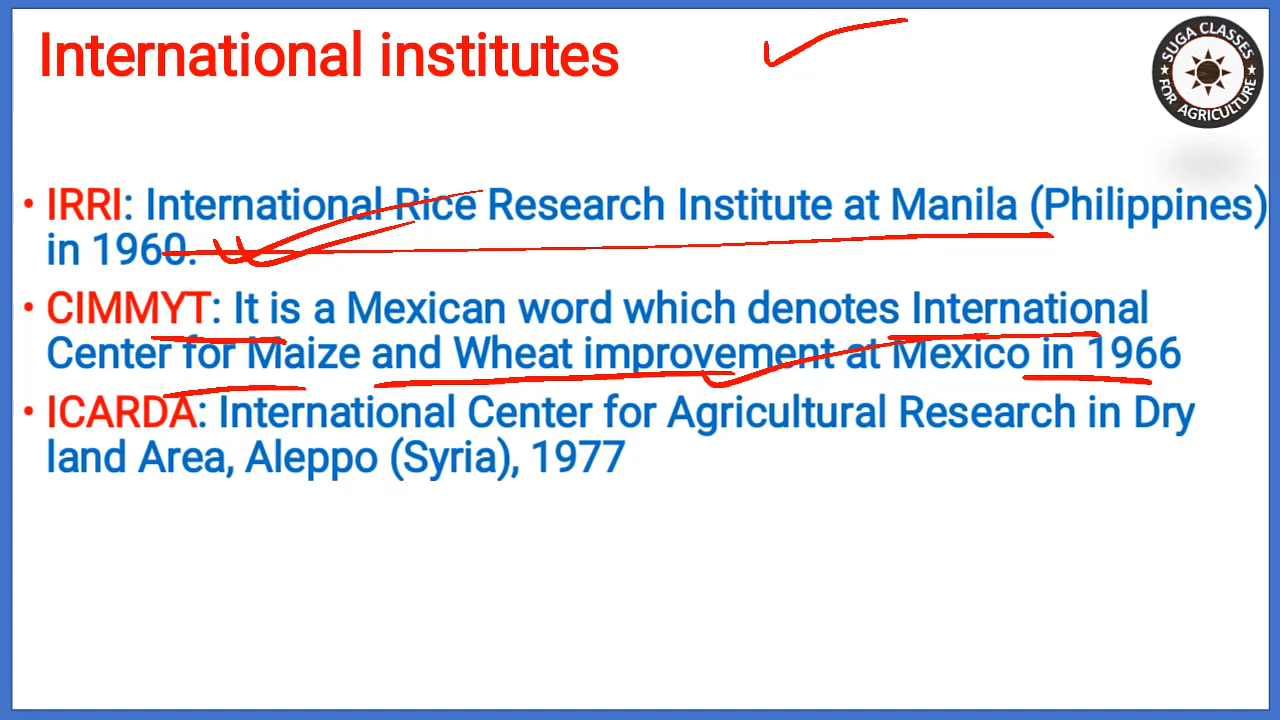 International institutes
SUGA CLASSES
FOR AGRICULTURE
• IRRI: International Rice Research Institute at Manila (Philippines)
in 1960.
• CIMMYT: It is a Mexican word which denotes International
Center for Maize and Wheat improvement at Mexico in 1966
• ICARDA: International Center for Agricultural Research in Dry
land Area, Aleppo (Syria), 1977